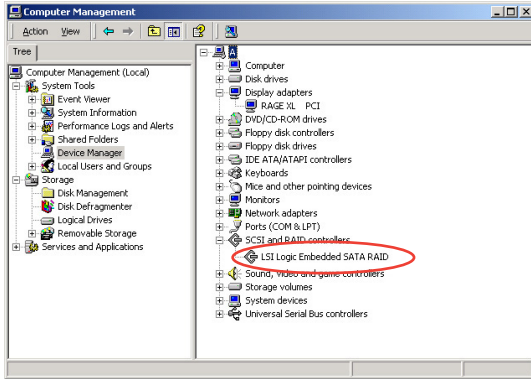 Computer Management
Action View
Tree
Computer Management (Local)
System Tools
Event Viewer
System Information
Performance Logs and Alerts
Shared Folders
Device Manager
Local Users and Groups
Storage
Disk Management
Disk Defragmenter
Logical Drives
Removable Storage
Services and Applications
A
Computer
Disk drives
Display adapters
RAGE XL PCI
DVD/CD-ROM drives
Floppy disk controllers
Floppy disk drives
IDE ATA/ATAPI controllers
Keyboards
Mice and other pointing devices
Monitors
Network adapters
Ports (COM & LPT)
SCSI and RAID controllers
LSI Logic Embedded SATA RAID
Sound, video and game controllers
Storage volumes
System devices
Universal Serial Bus controllers